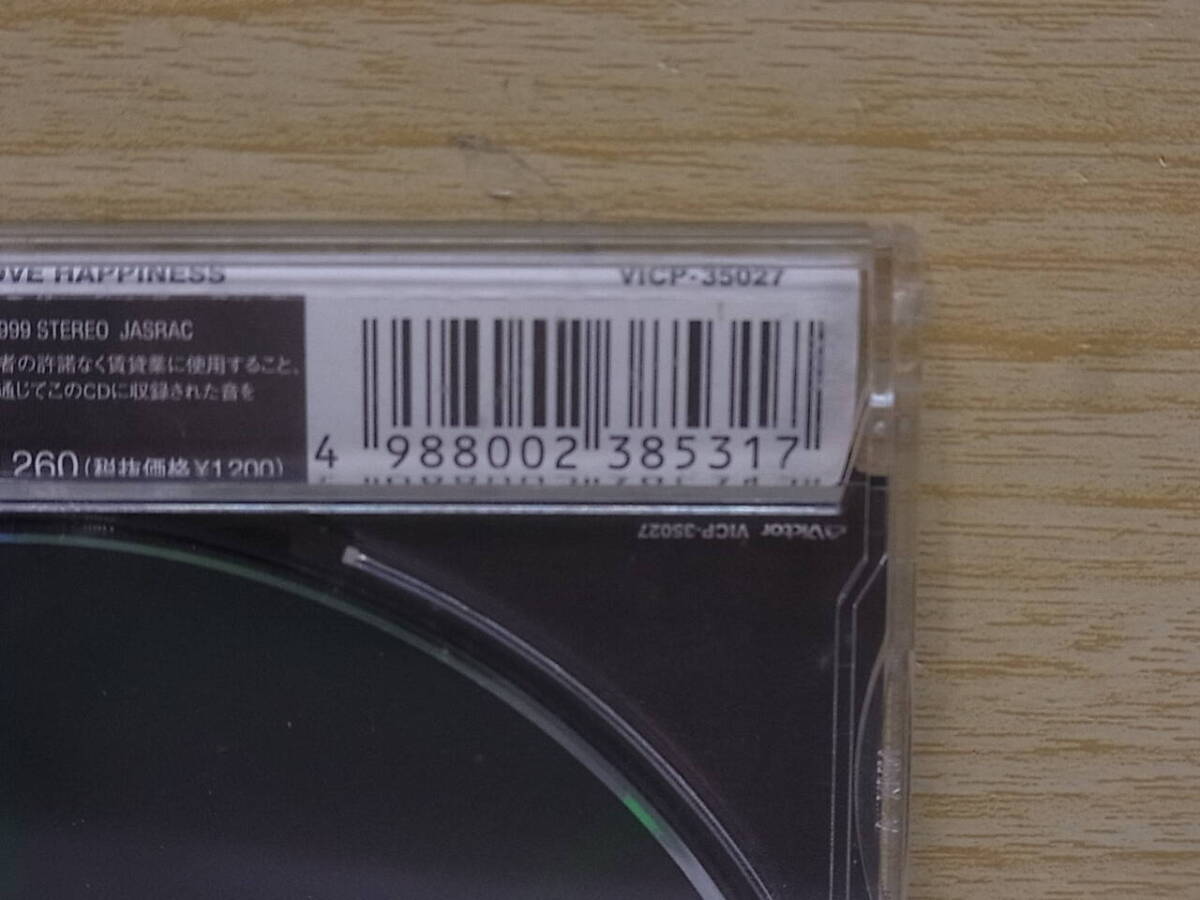 OVE HAPPINESS VICP-35027
999 STEREO JASRAC
者の許諾なく賃貸業に使用すること、
通じてこのCDに収録された音を
260(税抜価格¥1,200)
4 988002 385317
Victor VICP-35027